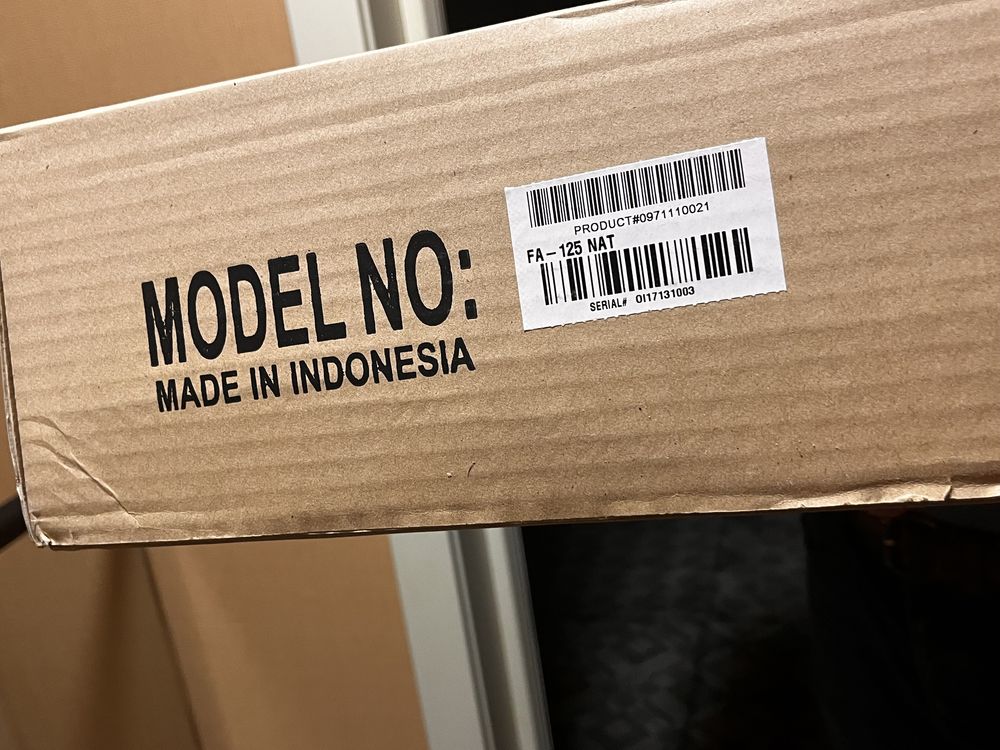 MODEL NO:
MADE IN INDONESIA
PRODUCT#0971110021
FA-125 NAT
SERIAL# OI17131003